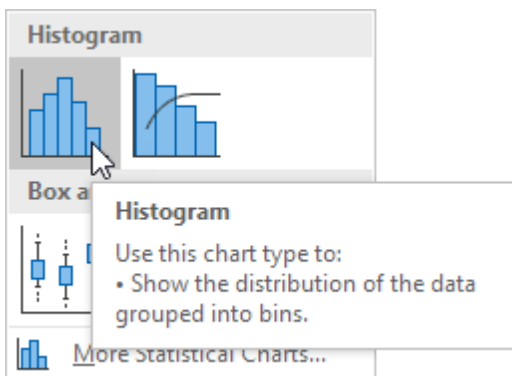 Histogram
Box a
Histogram
Use this chart type to:
• Show the distribution of the data
grouped into bins.
More Statistical Charts...